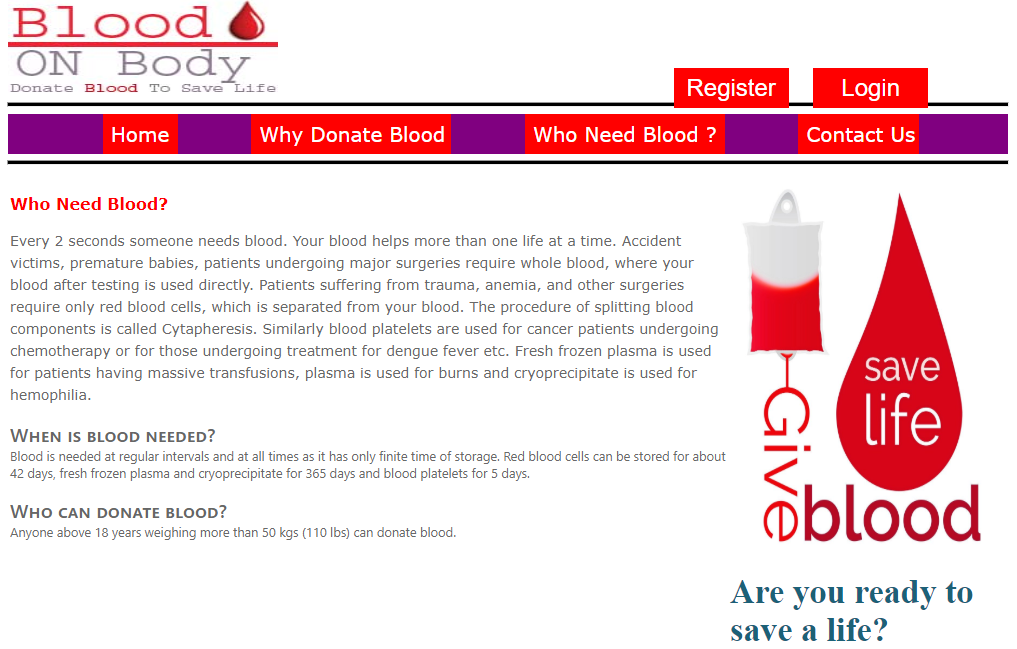 Blood
ON Body
Donate Blood To Save Life
Register Login
Home Why Donate Blood Who Need Blood ? Contact Us
Who Need Blood?
Every 2 seconds someone needs blood. Your blood helps more than one life at a time. Accident
victims, premature babies, patients undergoing major surgeries require whole blood, where your
blood after testing is used directly. Patients suffering from trauma, anemia, and other surgeries
require only red blood cells, which is separated from your blood. The procedure of splitting blood
components is called Cytapheresis. Similarly blood platelets are used for cancer patients undergoing
chemotherapy or for those undergoing treatment for dengue fever etc. Fresh frozen plasma is used
for patients having massive transfusions, plasma is used for burns and cryoprecipitate is used for
hemophilia.
When is blood needed?
Blood is needed at regular intervals and at all times as it has only finite time of storage. Red blood cells can be stored for about
42 days, fresh frozen plasma and cryoprecipitate for 365 days and blood platelets for 5 days.
Who can donate blood?
Anyone above 18 years weighing more than 50 kgs (110 lbs) can donate blood.
save
life
Give
blood
Are you ready to
save a life?